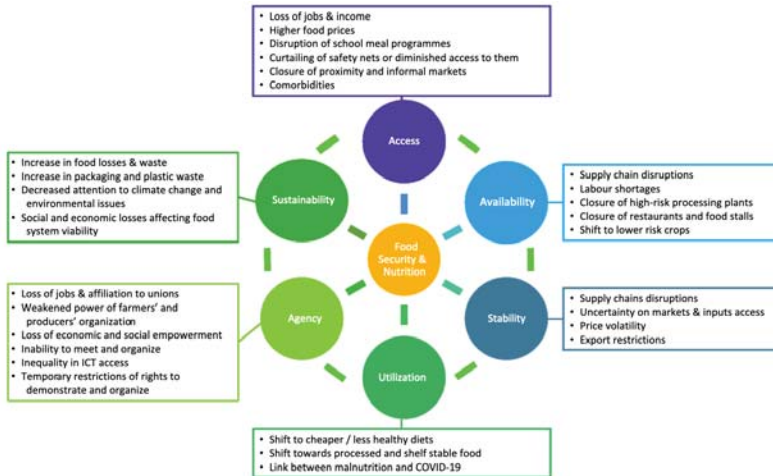 • Loss of jobs & income
• Higher food prices
• Disruption of school meal programmes
• Curtailing of safety nets or diminished access to them
• Closure of proximity and informal markets
• Comorbidities
Access
• Increase in food losses & waste
• Increase in packaging and plastic waste
• Decreased attention to climate change and
environmental issues
• Social and economic losses affecting food
system viability
Sustainability
Availability
• Supply chain disruptions
• Labour shortages
• Closure of high-risk processing plants
• Closure of restaurants and food stalls
• Shift to lower risk crops
Food
Security &
Nutrition
• Loss of jobs & affiliation to unions
• Weakened power of farmers' and
producers' organization
• Loss of economic and social empowerment
• Inability to meet and organize
• Inequality in ICT access
• Temporary restrictions of rights to
demonstrate and organize
Agency
Stability
• Supply chains disruptions
• Uncertainty on markets & inputs access
• Price volatility
• Export restrictions
Utilization
• Shift to cheaper / less healthy diets
• Shift towards processed and shelf stable food
• Link between malnutrition and COVID-19